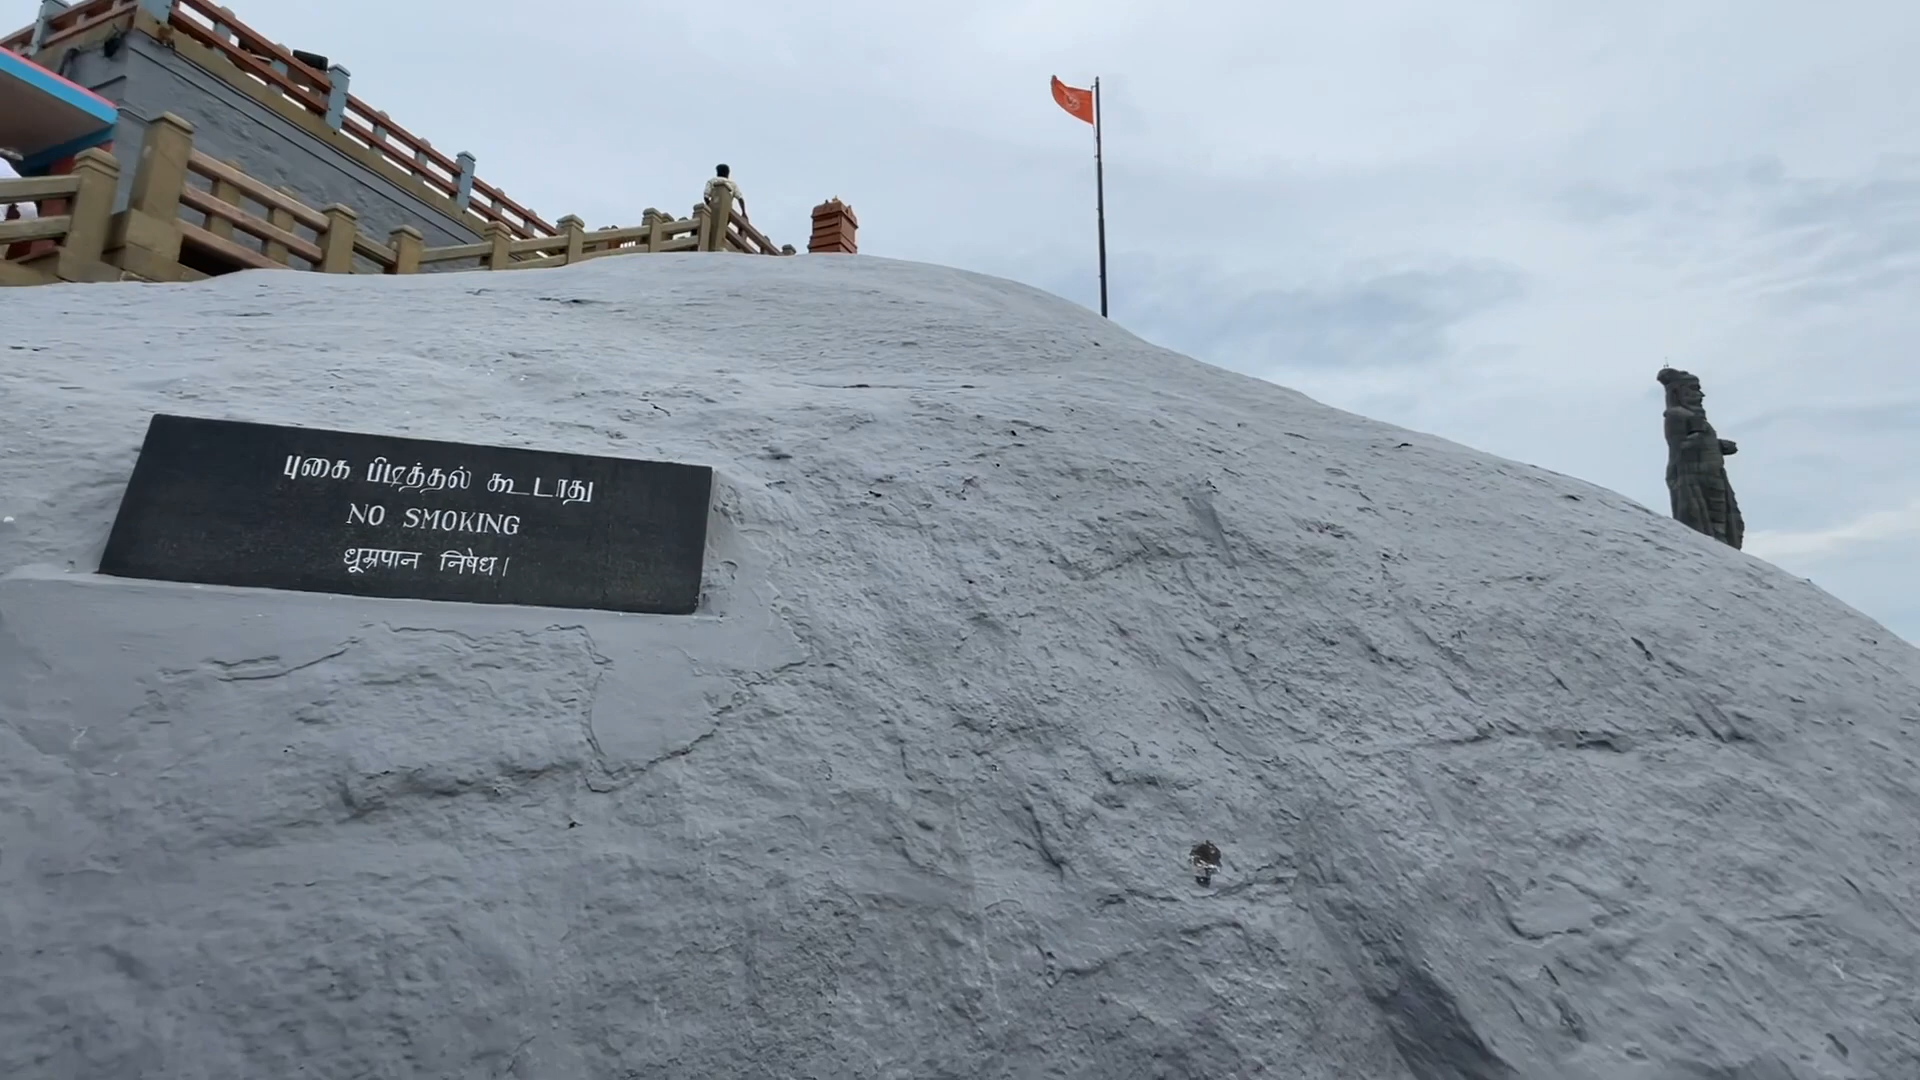 புகை பிடித்தல் கூடாது
NO SMOKING
धूम्रपान निषेध।